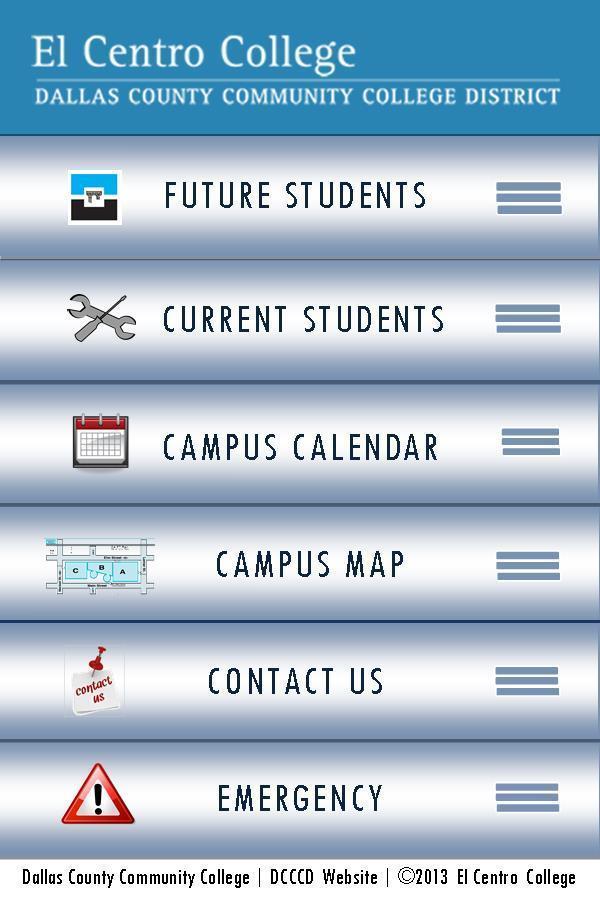 El Centro College
DALLAS COUNTY COMMUNITY COLLEGE DISTRICT
FUTURE STUDENTS
CURRENT STUDENTS
CAMPUS CALENDAR
C B A
CAMPUS MAP
contact
us
CONTACT US
EMERGENCY
Dallas County Community College | DCCCD Website | ©2013 El Centro College